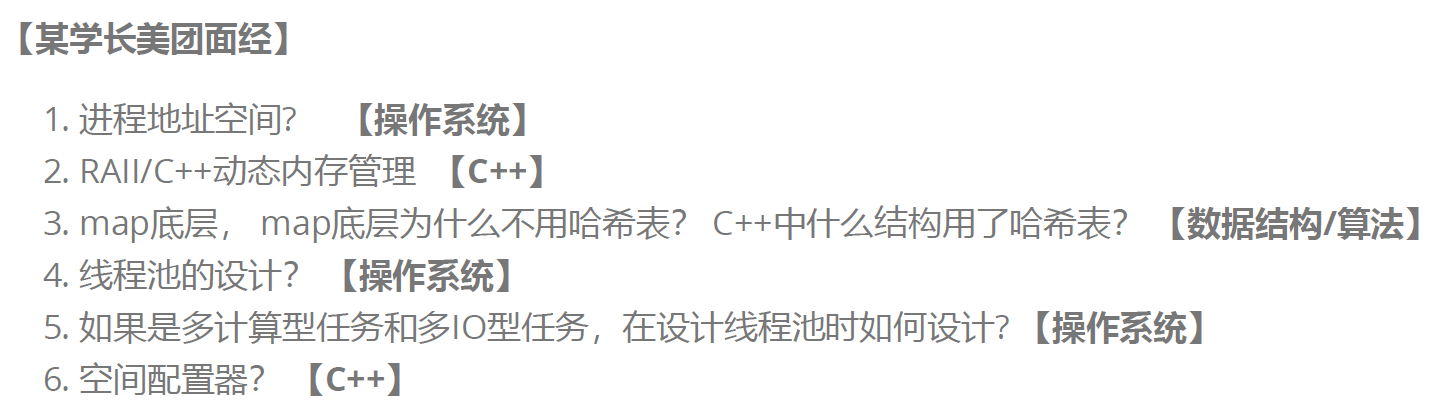 【某学长美团面经】
1. 进程地址空间? 【操作系统】
2. RAII/C++动态内存管理 【C++】
3. map底层, map底层为什么不用哈希表? C++中什么结构用了哈希表? 【数据结构/算法】
4. 线程池的设计? 【操作系统】
5. 如果是多计算型任务和多IO型任务，在设计线程池时如何设计? 【操作系统】
6. 空间配置器? 【C++】